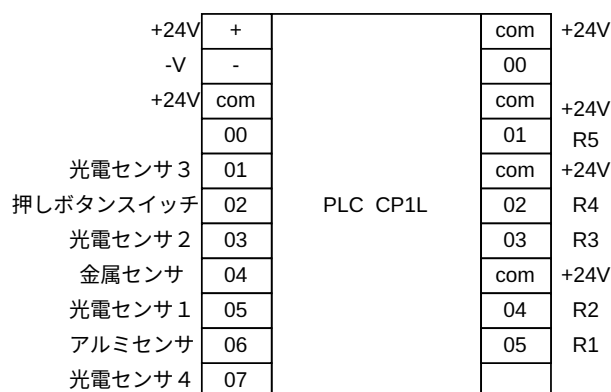 +24V + com +24V
-V - 00
+24V com com +24V
00 01 R5
光電センサ３ 01 com +24V
押しボタンスイッチ 02 PLC CP1L 02 R4
光電センサ２ 03 03 R3
金属センサ 04 com +24V
光電センサ１ 05 04 R2
アルミセンサ 06 05 R1
光電センサ４ 07